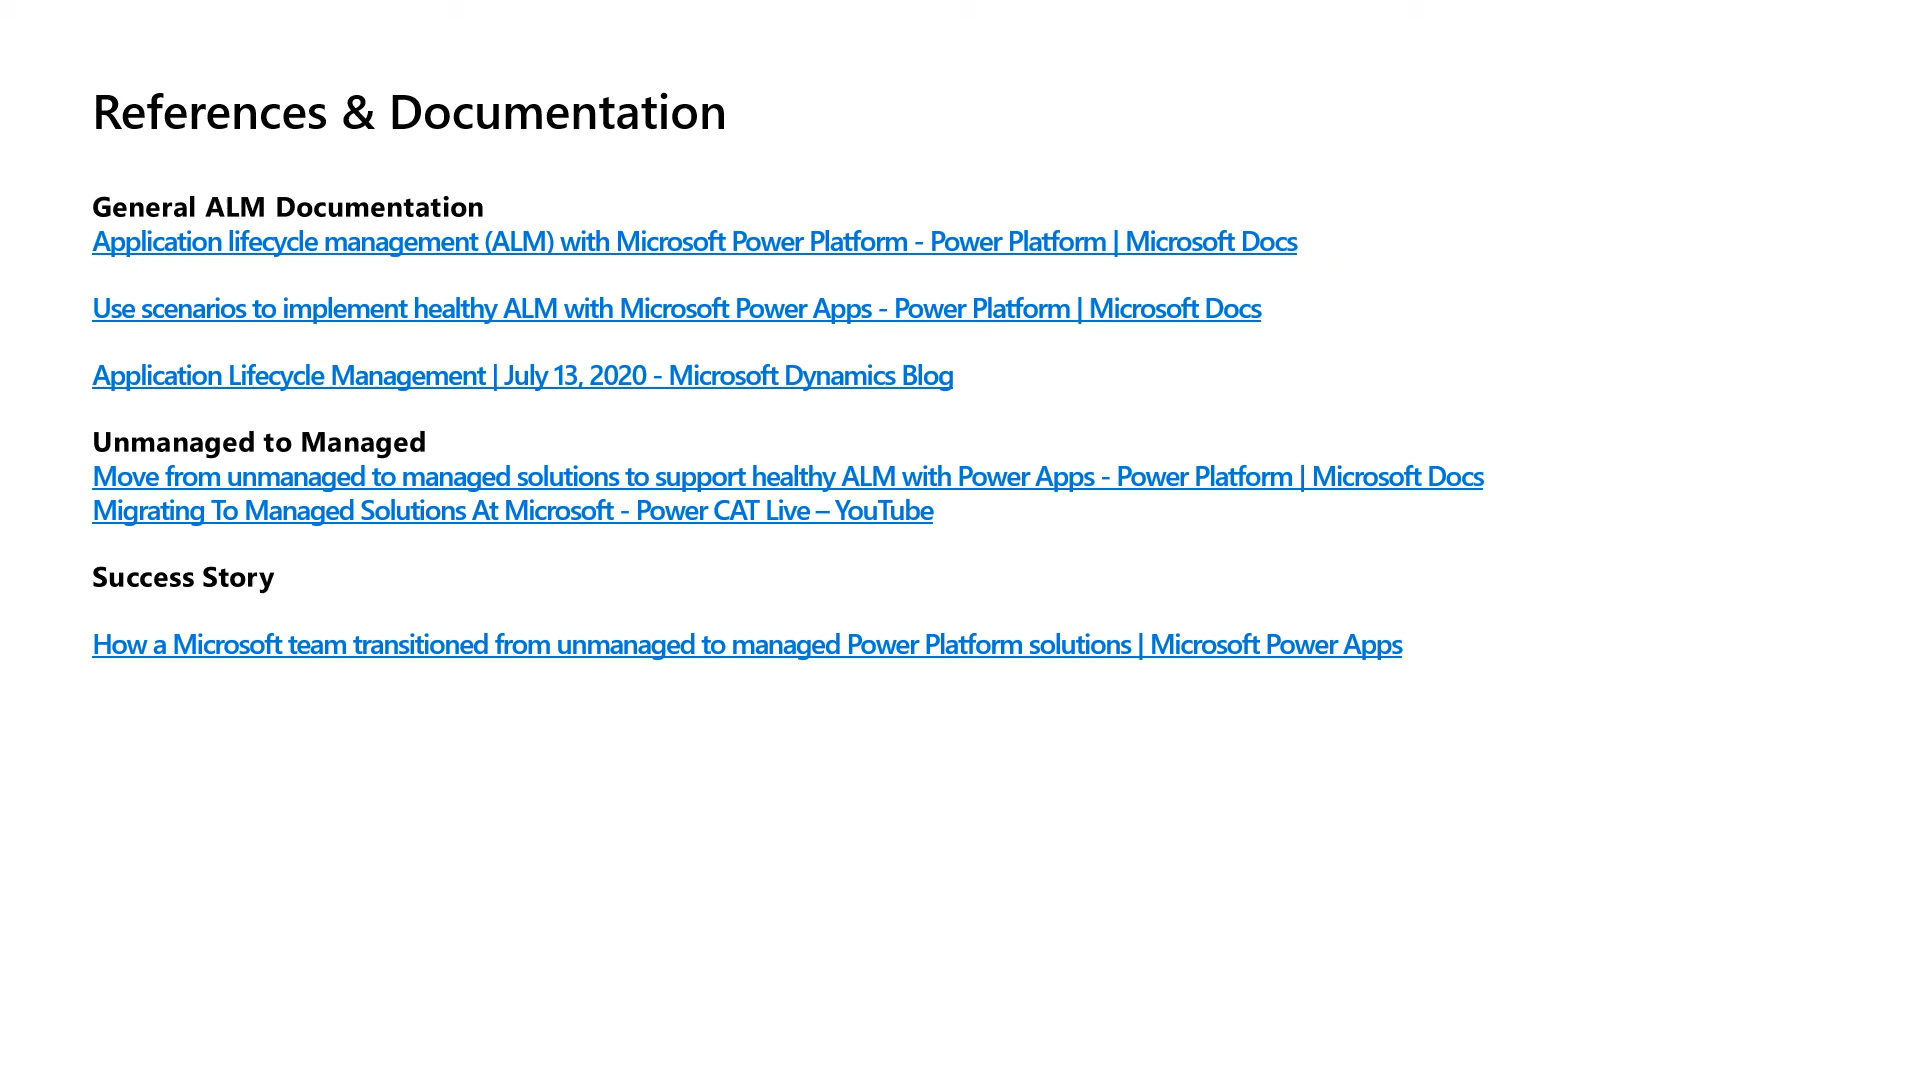 References & Documentation
General ALM Documentation
Application lifecycle management (ALM) with Microsoft Power Platform - Power Platform | Microsoft Docs
Use scenarios to implement healthy ALM with Microsoft Power Apps - Power Platform | Microsoft Docs
Application Lifecycle Management | July 13, 2020 - Microsoft Dynamics Blog
Unmanaged to Managed
Move from unmanaged to managed solutions to support healthy ALM with Power Apps - Power Platform | Microsoft Docs
Migrating To Managed Solutions At Microsoft - Power CAT Live – YouTube
Success Story
How a Microsoft team transitioned from unmanaged to managed Power Platform solutions | Microsoft Power Apps